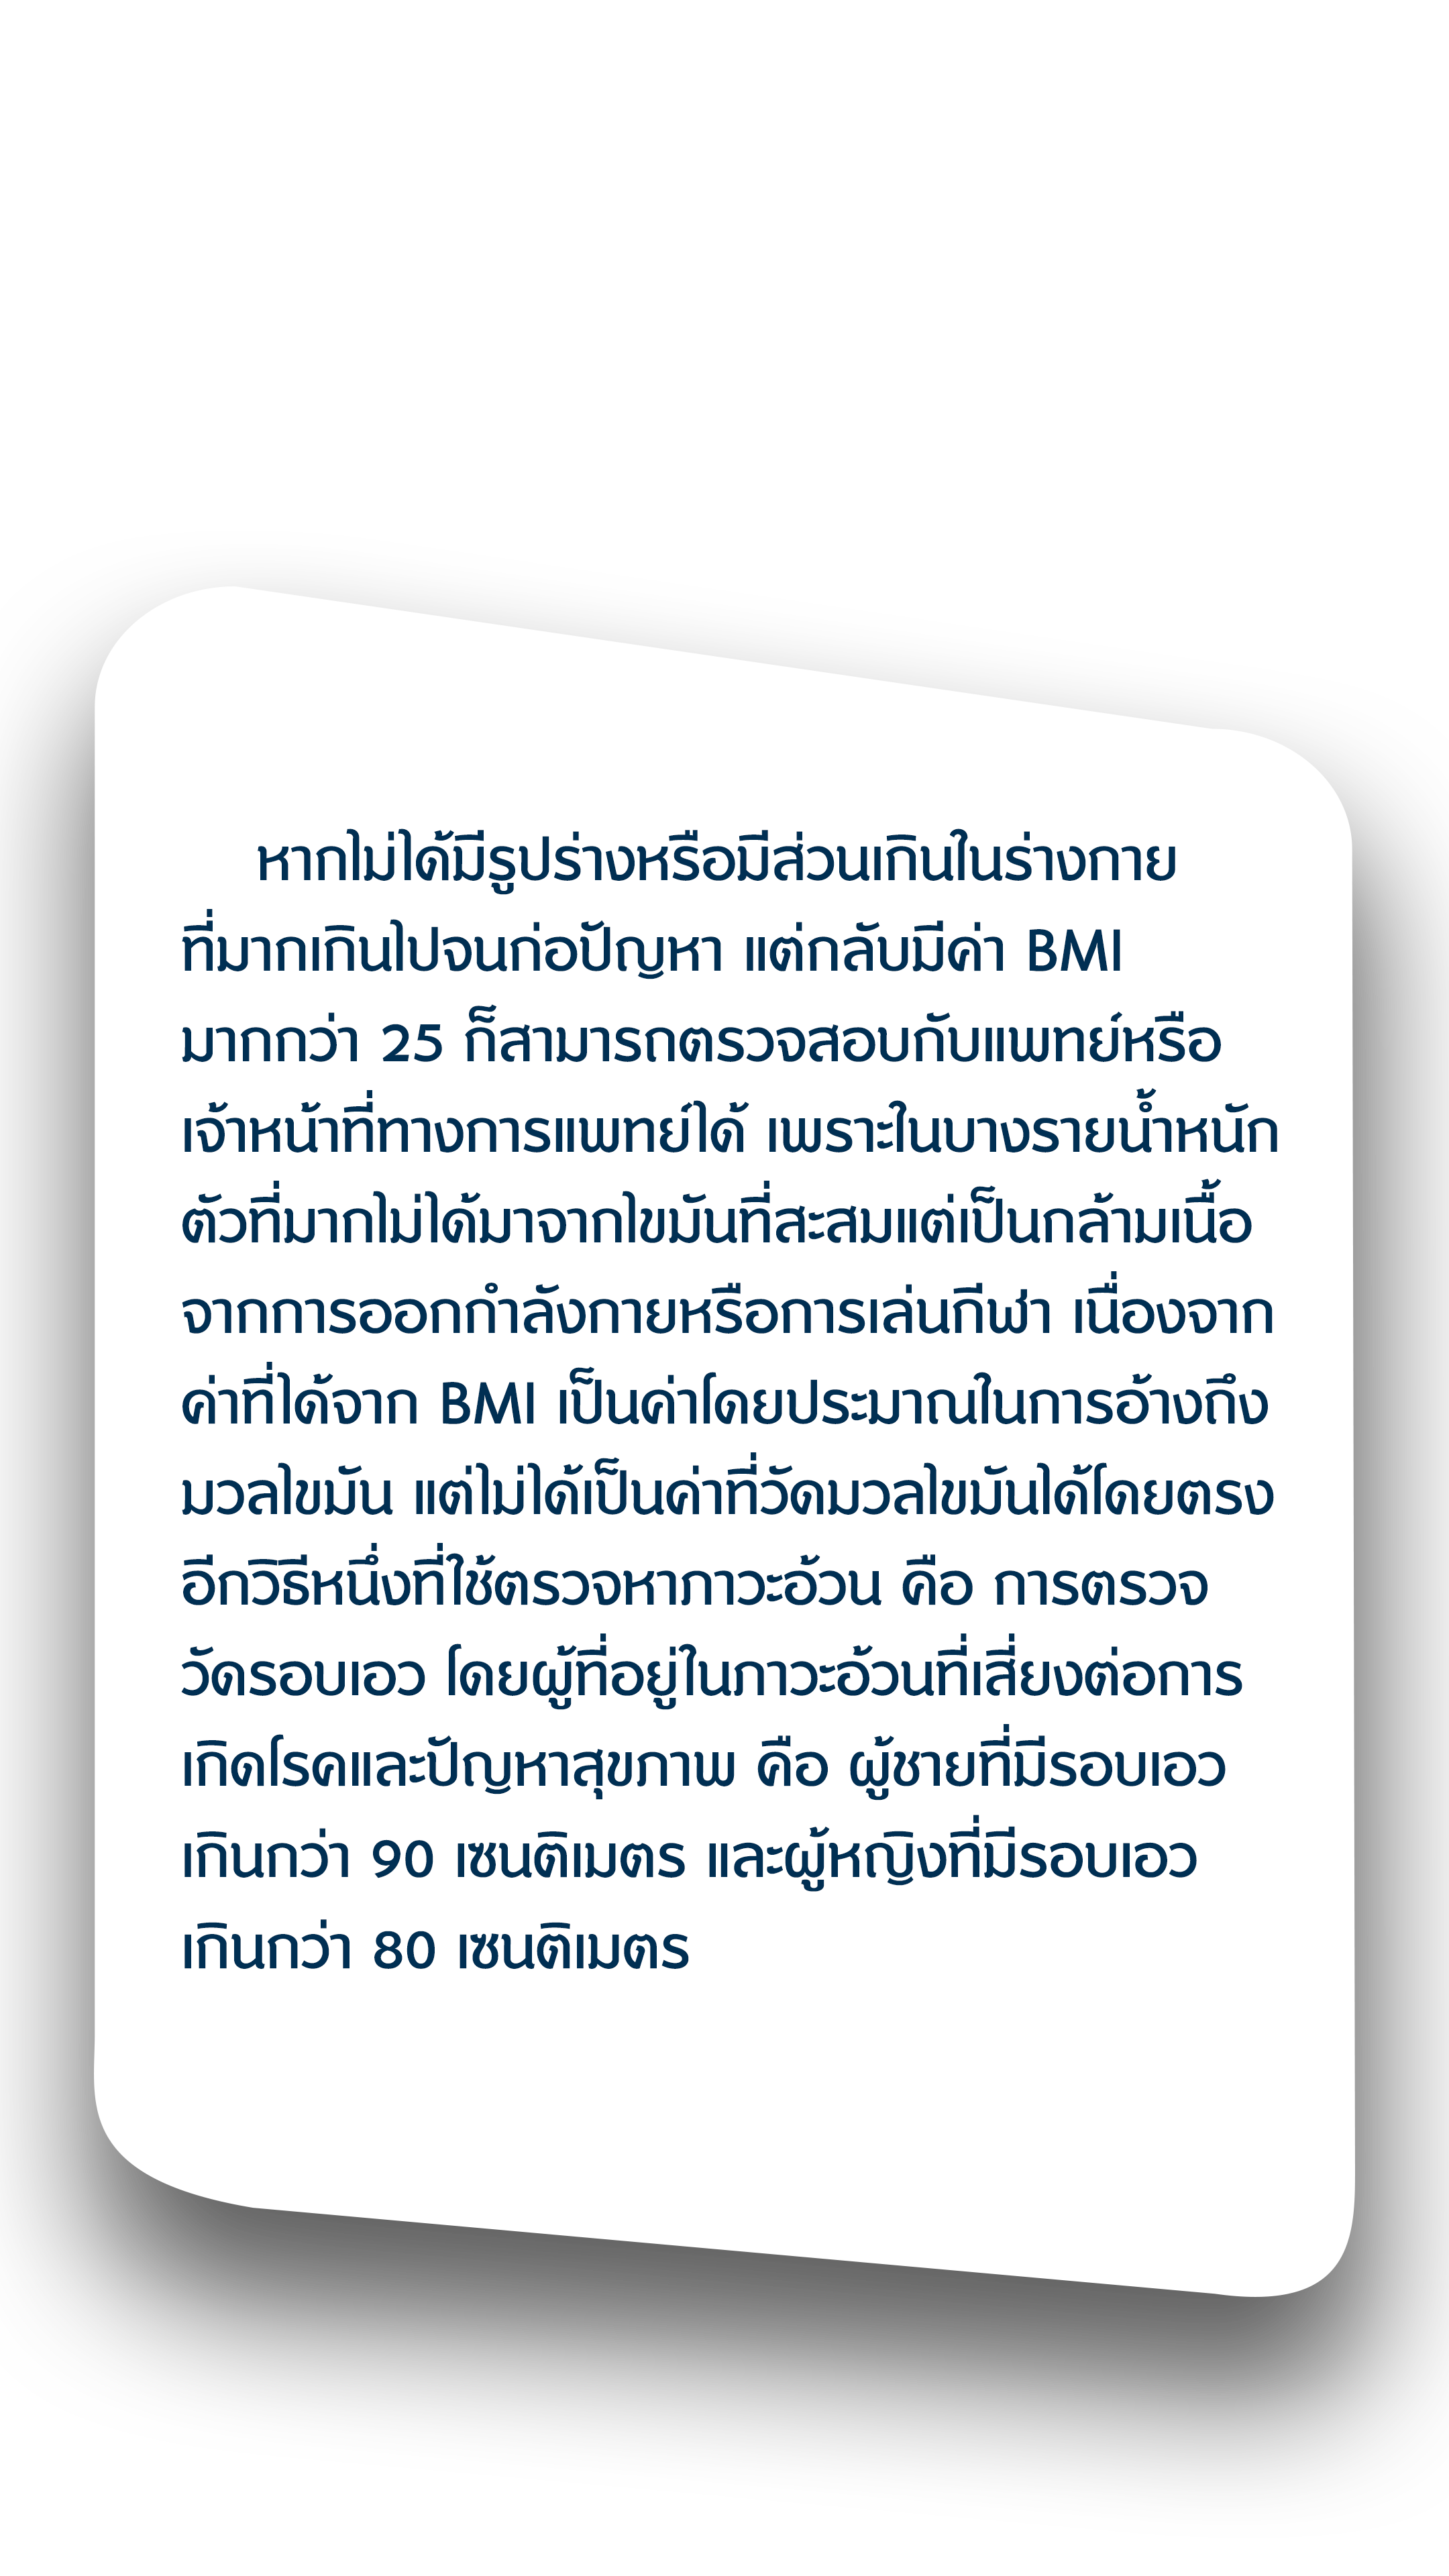 หากไม่ได้มีรูปร่างหรือมีส่วนเกินในร่างกาย
ที่มากเกินไปจนก่อปัญหา แต่กลับมีค่า BMI
มากกว่า 25 ก็สามารถตรวจสอบกับแพทย์หรือ
เจ้าหน้าที่ทางการแพทย์ได้ เพราะในบางรายน้ำหนัก
ตัวที่มากไม่ได้มาจากไขมันที่สะสมแต่เป็นกล้ามเนื้อ
จากการออกกำลังกายหรือการเล่นกีฬา เนื่องจาก
ค่าที่ได้จาก BMI เป็นค่าโดยประมาณในการอ้างถึง
มวลไขมัน แต่ไม่ได้เป็นค่าที่วัดมวลไขมันได้โดยตรง
อีกวิธีหนึ่งที่ใช้ตรวจหาภาวะอ้วน คือ การตรวจ
วัดรอบเอว โดยผู้ที่อยู่ในภาวะอ้วนที่เสี่ยงต่อการ
เกิดโรคและปัญหาสุขภาพ คือ ผู้ชายที่มีรอบเอว
เกินกว่า 90 เซนติเมตร และผู้หญิงที่มีรอบเอว
เกินกว่า 80 เซนติเมตร